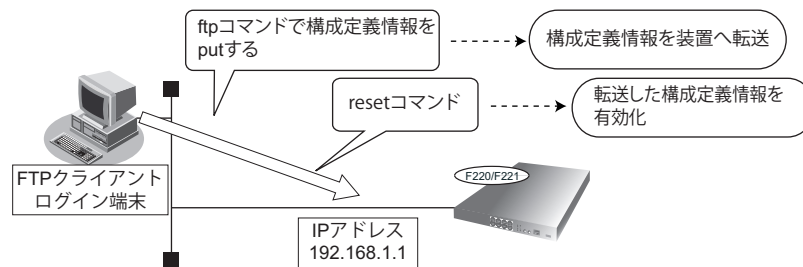 ftpコマンドで構成定義情報を
putする
構成定義情報を装置へ転送
resetコマンド
転送した構成定義情報を
有効化
FTPクライアント
ログイン端末
F220/F221
IPアドレス
192.168.1.1